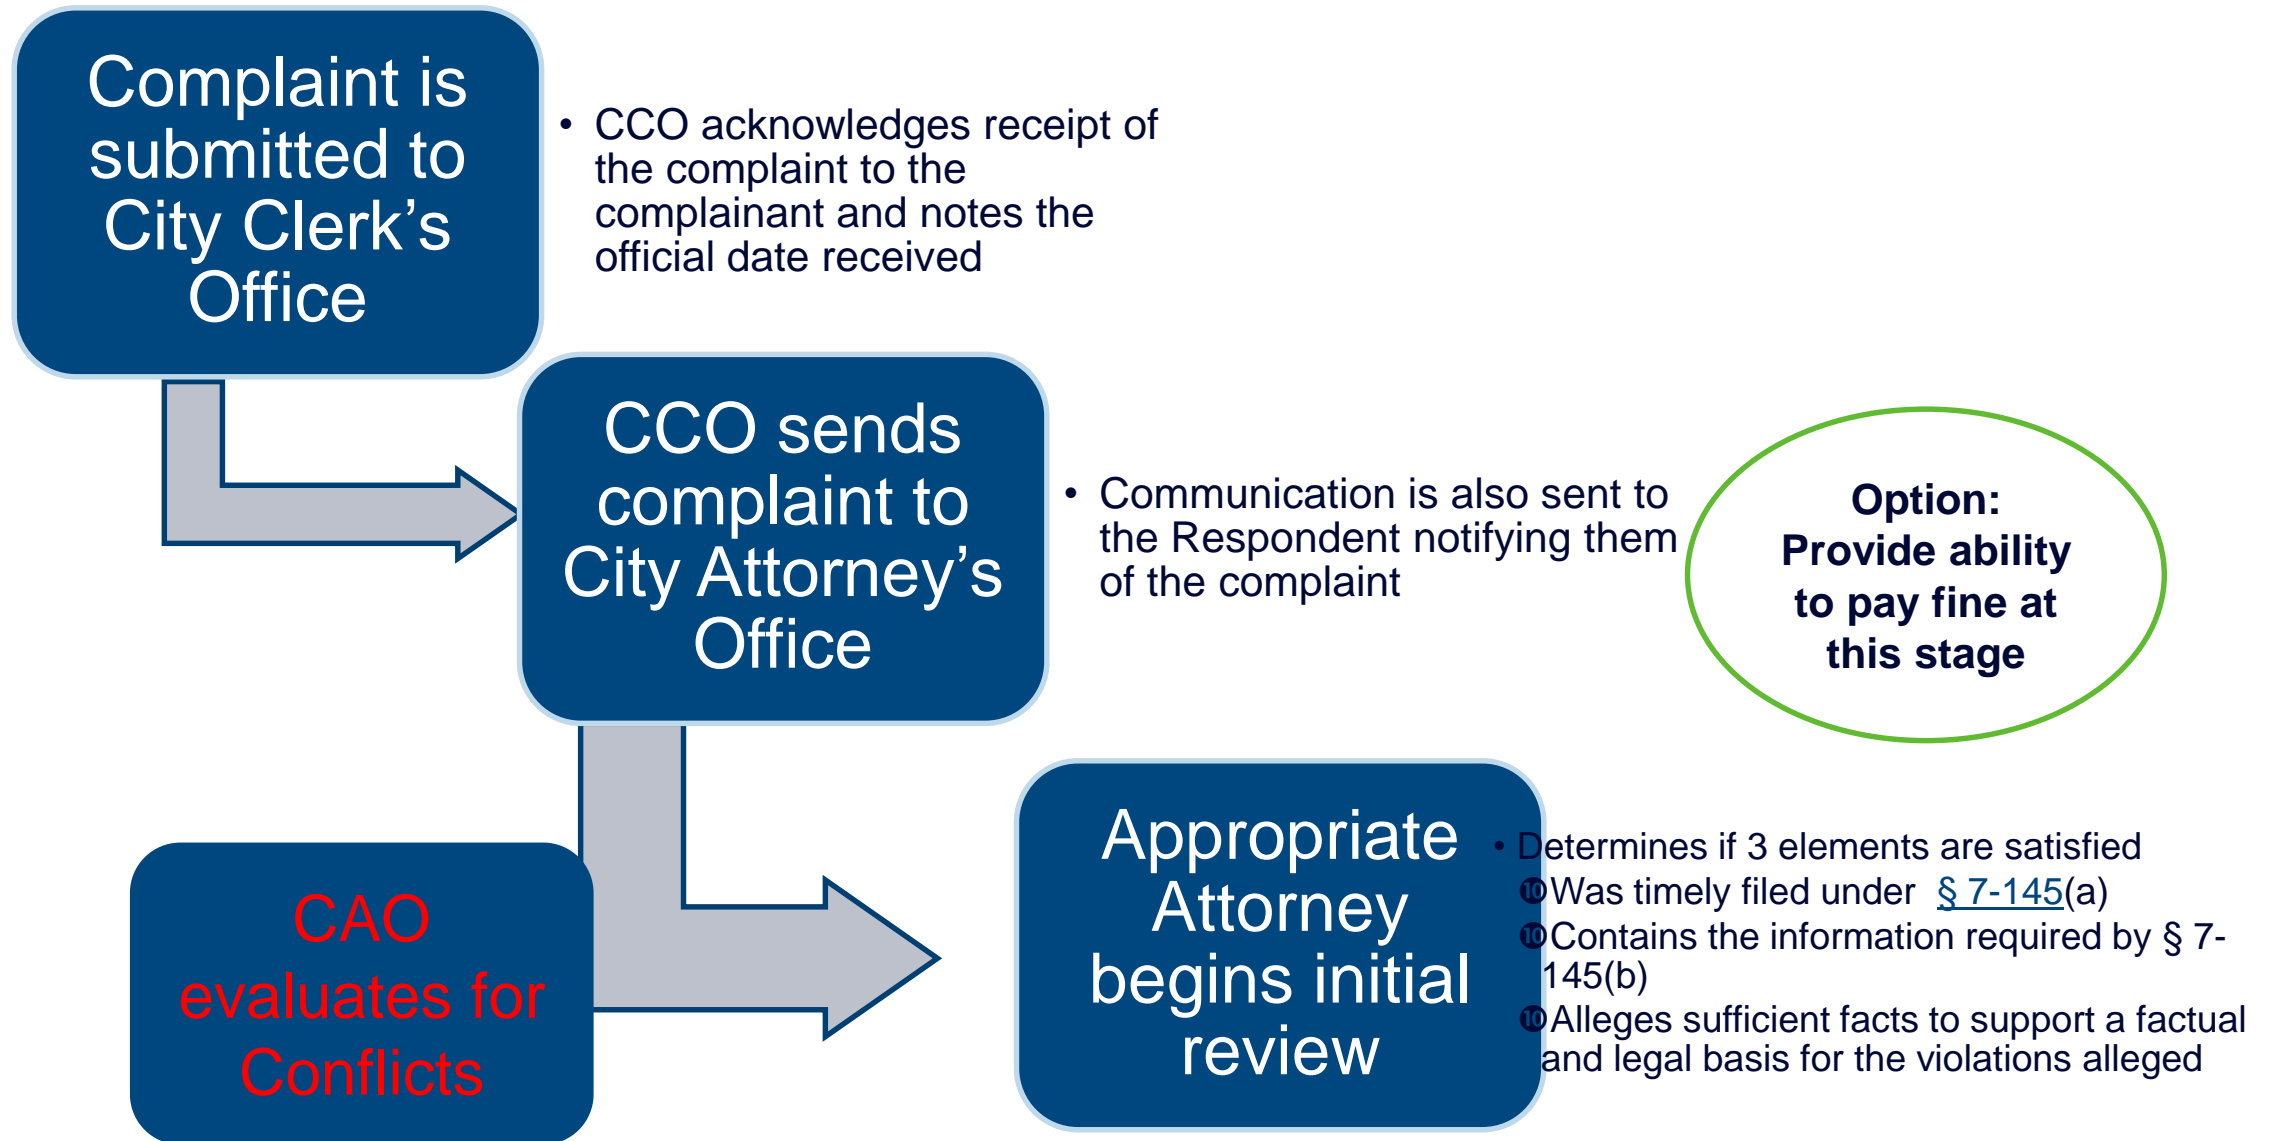 Complaint is
submitted to
City Clerk’s
Office
• CCO acknowledges receipt of
the complaint to the
complainant and notes the
official date received
CCO sends
complaint to
City Attorney’s
Office
• Communication is also sent to
the Respondent notifying them
of the complaint
Option:
Provide ability
to pay fine at
this stage
CAO
evaluates for
Conflicts
Appropriate
Attorney
begins initial
review
• Determines if 3 elements are satisfied
❿Was timely filed under § 7-145(a)
❿Contains the information required by § 7-
145(b)
❿Alleges sufficient facts to support a factual
and legal basis for the violations alleged